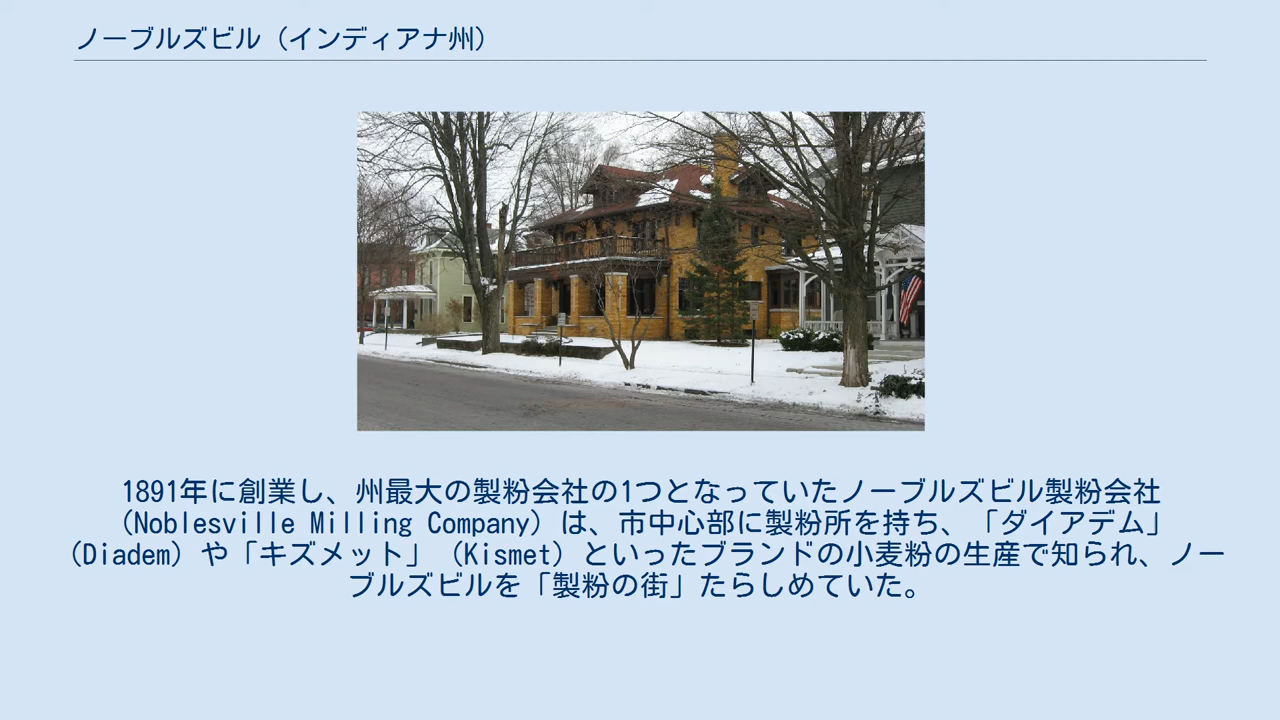 ノーブルズビル（インディアナ州）
1891年に創業し、州最大の製粉会社の1つとなっていたノーブルズビル製粉会社
（Noblesville Milling Company）は、市中心部に製粉所を持ち、「ダイアデム」
（Diadem）や「キズメット」（Kismet）といったブランドの小麦粉の生産で知られ、ノー
ブルズビルを「製粉の街」たらしめていた。